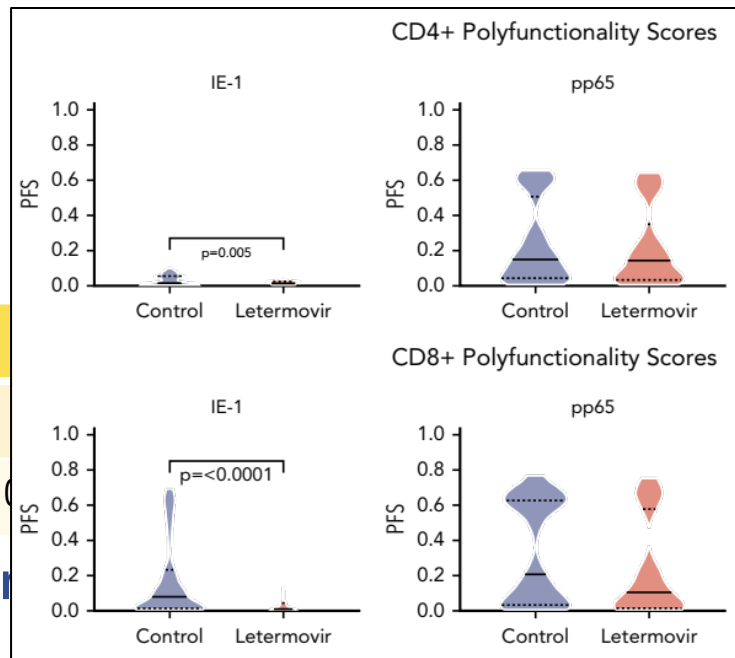 CD4+ Polyfunctionality Scores
IE-1
pp65
1.0
0.8
0.6
0.4
0.2
0.0
PFS
p=0.005
Control
Letermovir
1.0
0.8
0.6
0.4
0.2
0.0
PFS
Control
Letermovir
CD8+ Polyfunctionality Scores
IE-1
pp65
1.0
0.8
0.6
0.4
0.2
0.0
PFS
p=<0.0001
Control
Letermovir
1.0
0.8
0.6
0.4
0.2
0.0
PFS
Control
Letermovir